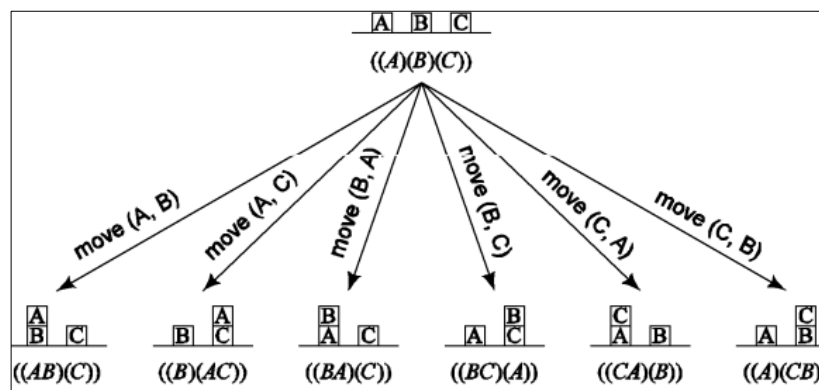 A B C
((A)(B)(C))
move (A, B)
move (A, C)
move (B, A)
move (B, C)
move (C, A)
move (C, B)
A
B C
A
B C
B
A C
B
A C
C
A B
C
A B
((AB)(C))
((B)(AC))
((BA)(C))
((BC)(A))
((CA)(B))
((A)(CB))